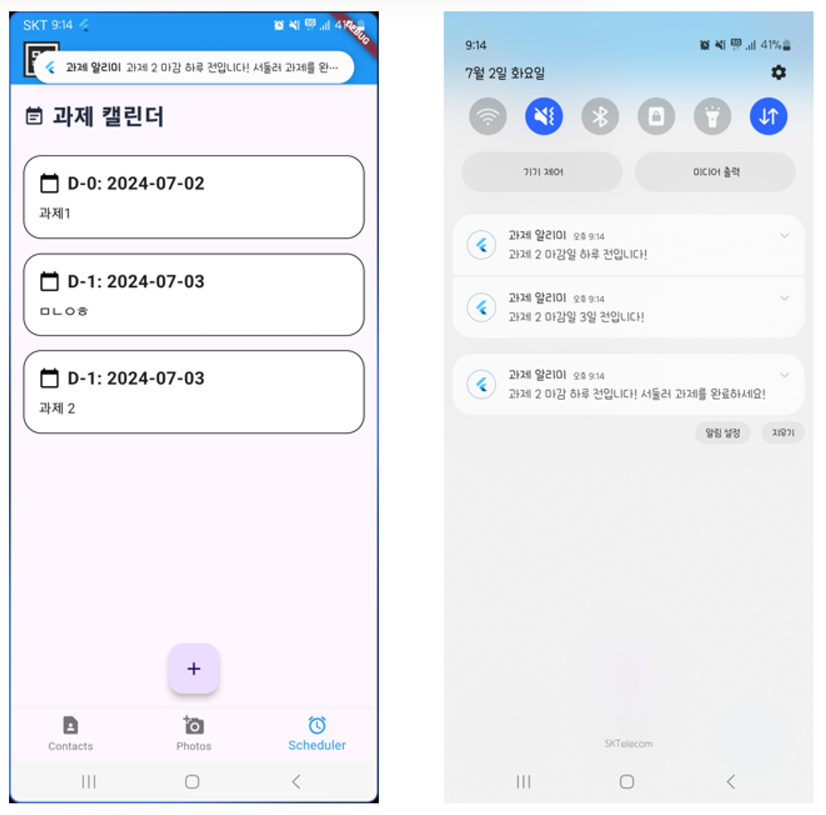 SKT 9:14
DEBUG
과제 알리미 과제 2 마감 하루 전입니다! 서둘러 과제를 완…
과제 캘린더
D-0: 2024-07-02
과제1
D-1: 2024-07-03
ㅁㄴㅇㅎ
D-1: 2024-07-03
과제 2
+
Contacts Photos Scheduler
9:14 41%
7월 2일 화요일
기기 제어 미디어 출력
과제 알리미 오후 9:14
과제 2 마감일 하루 전입니다!
과제 알리미 오후 9:14
과제 2 마감일 3일 전입니다!
과제 알리미 오후 9:14
과제 2 마감 하루 전입니다! 서둘러 과제를 완료하세요!
알림 설정 지우기
SKTelecom